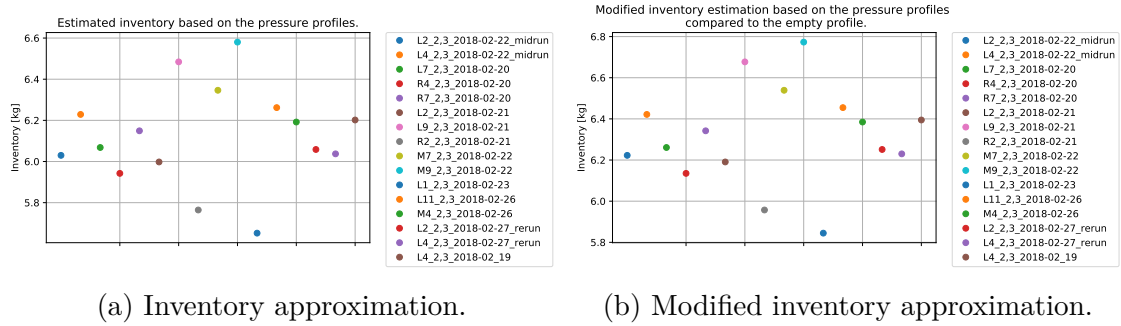 Estimated inventory based on the pressure profiles.
Inventory [kg]
6.6
6.4
6.2
6.0
5.8
L2_2,3_2018-02-22_midrun
L4_2,3_2018-02-22_midrun
L7_2,3_2018-02-20
R4_2,3_2018-02-20
R7_2,3_2018-02-20
L2_2,3_2018-02-21
L9_2,3_2018-02-21
R2_2,3_2018-02-21
M7_2,3_2018-02-22
M9_2,3_2018-02-22
L1_2,3_2018-02-23
L11_2,3_2018-02-26
M4_2,3_2018-02-26
L2_2,3_2018-02-27_rerun
L4_2,3_2018-02-27_rerun
L4_2,3_2018-02_19
(a) Inventory approximation.
Modified inventory estimation based on the pressure profiles
compared to the empty profile.
Inventory [kg]
6.8
6.6
6.4
6.2
6.0
5.8
L2_2,3_2018-02-22_midrun
L4_2,3_2018-02-22_midrun
L7_2,3_2018-02-20
R4_2,3_2018-02-20
R7_2,3_2018-02-20
L2_2,3_2018-02-21
L9_2,3_2018-02-21
R2_2,3_2018-02-21
M7_2,3_2018-02-22
M9_2,3_2018-02-22
L1_2,3_2018-02-23
L11_2,3_2018-02-26
M4_2,3_2018-02-26
L2_2,3_2018-02-27_rerun
L4_2,3_2018-02-27_rerun
L4_2,3_2018-02_19
(b) Modified inventory approximation.